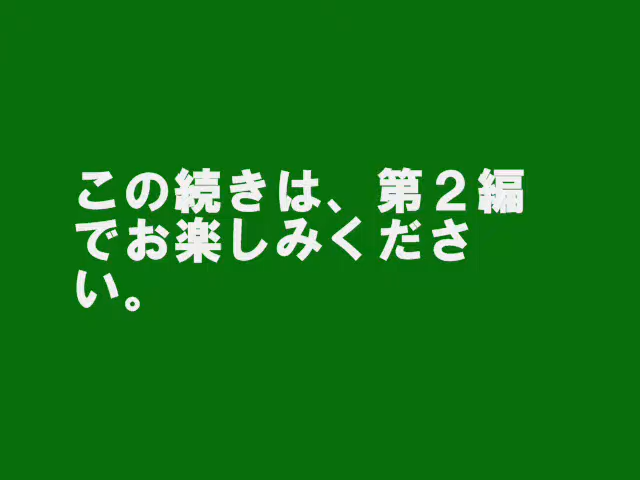 この続きは、第２編
でお楽しみくださ
い。